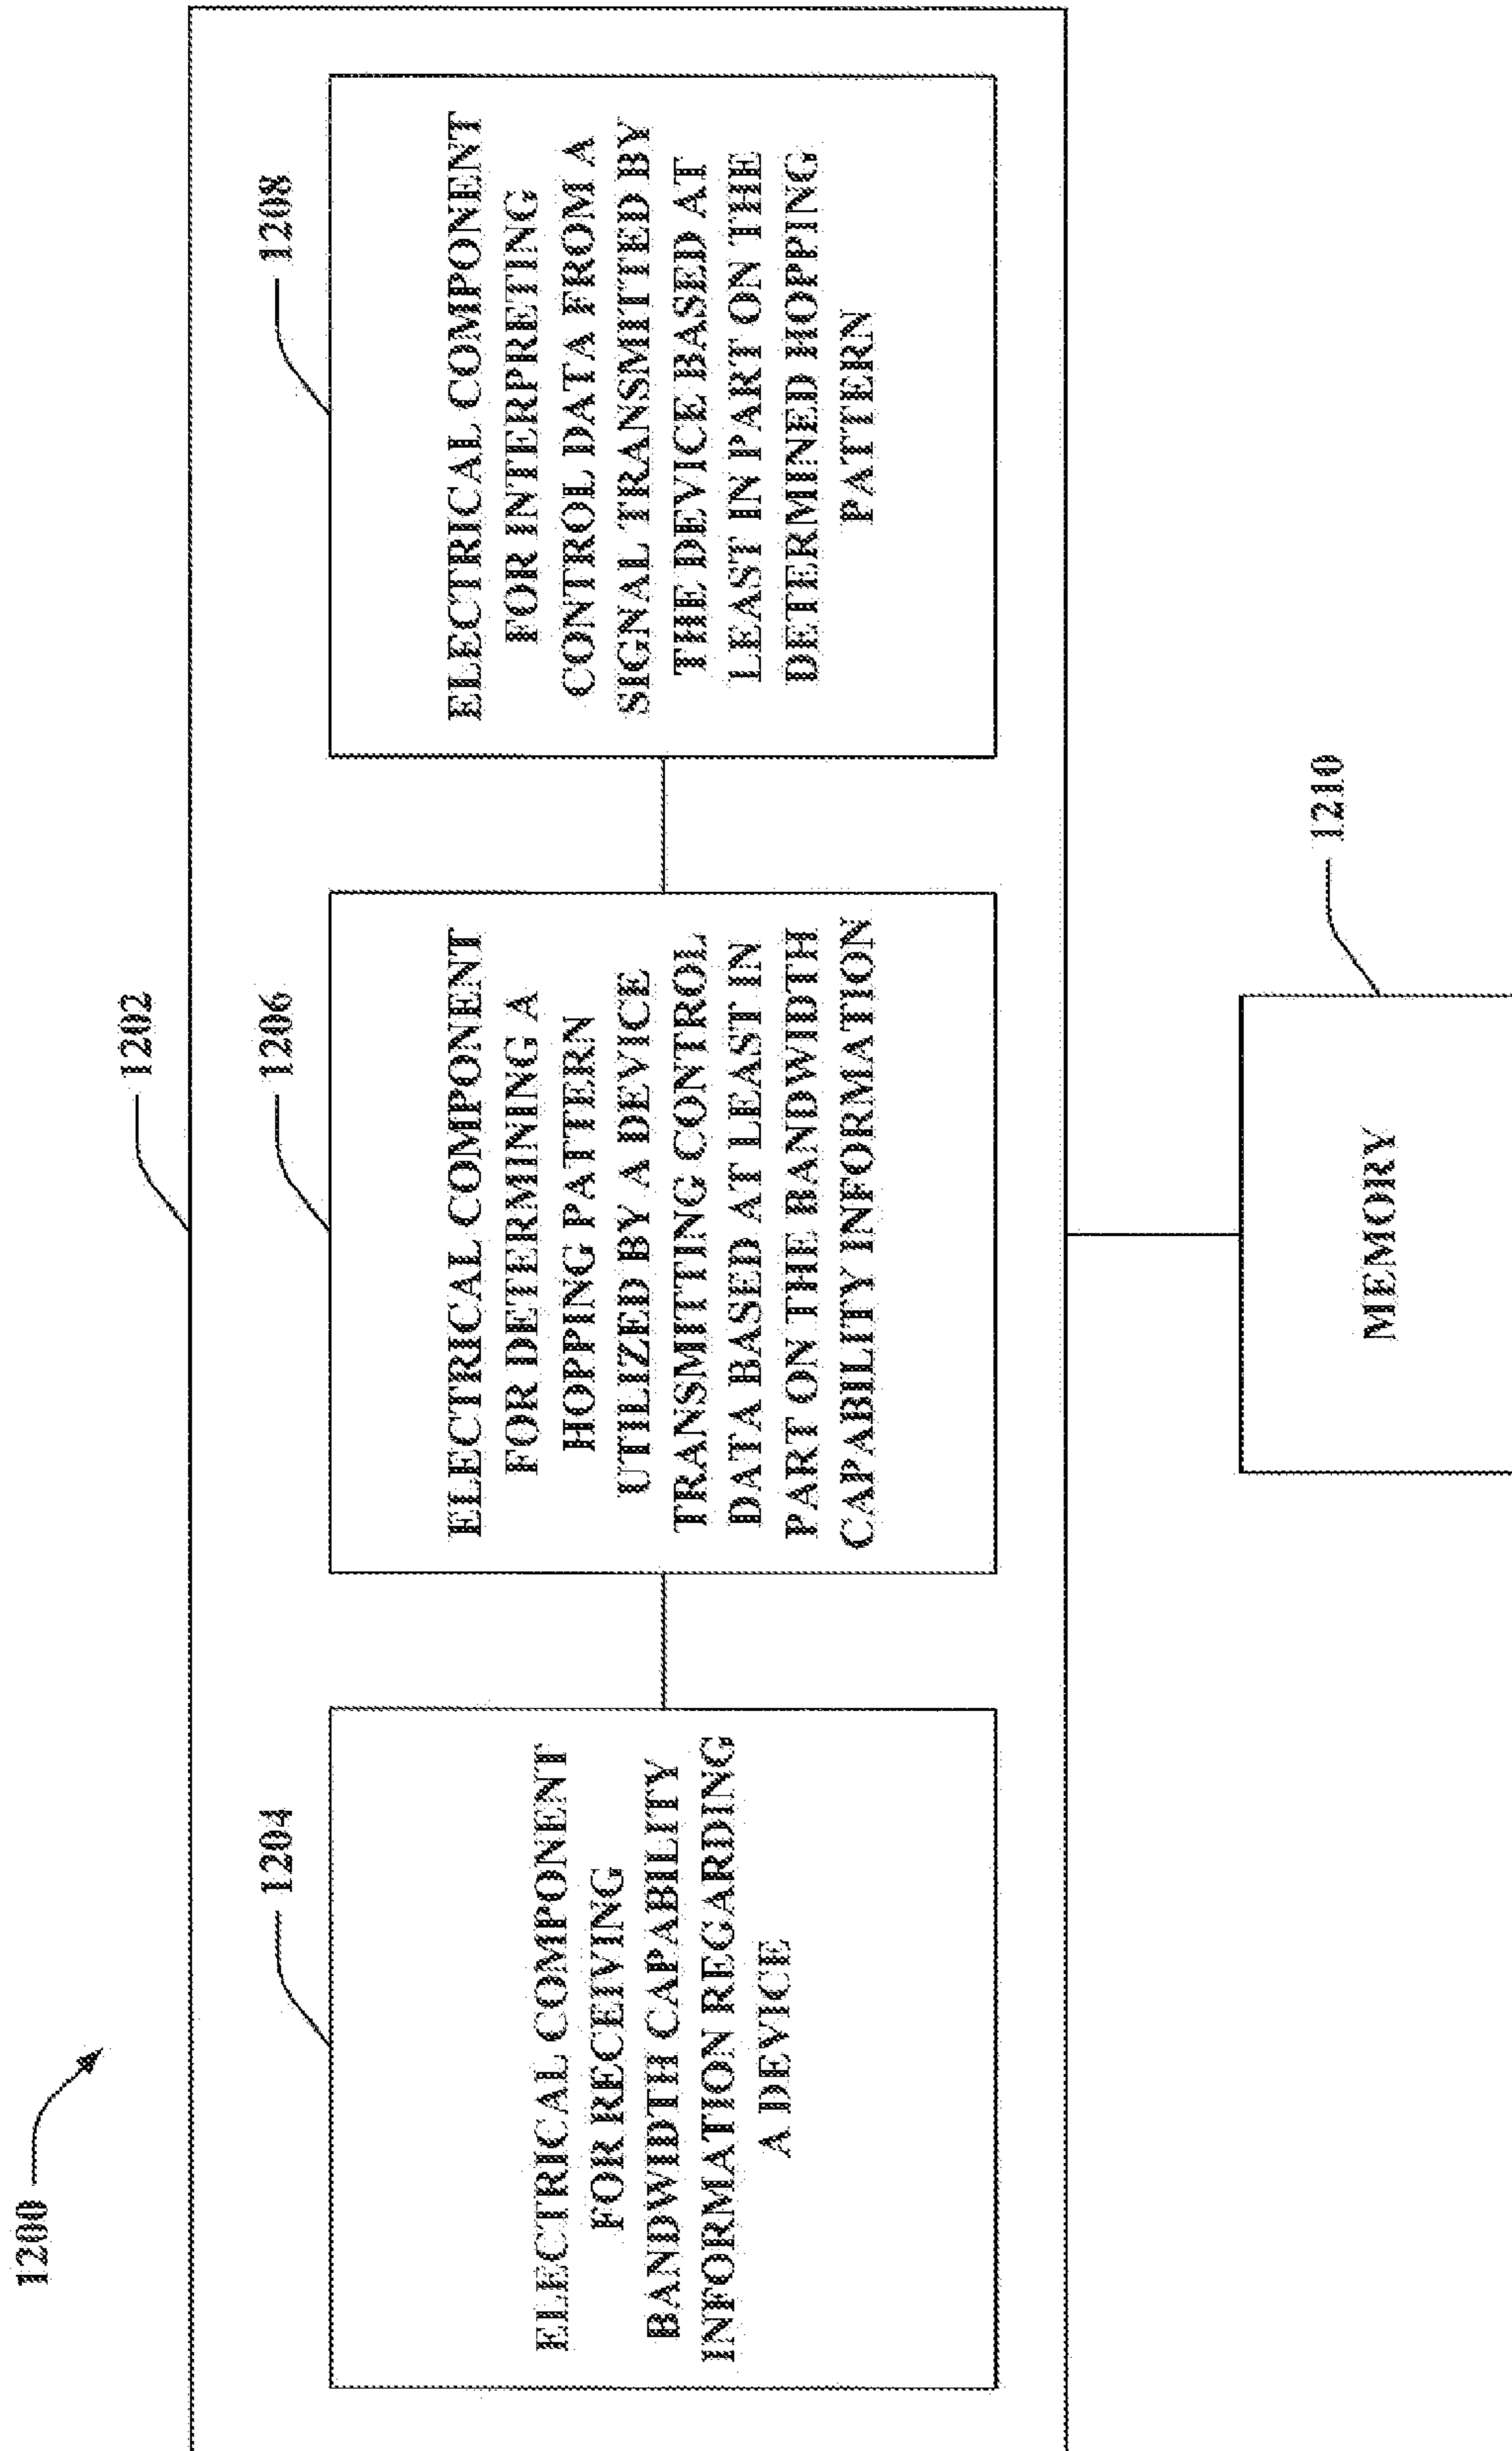 1200
1202
1204
ELECTRICAL COMPONENT
FOR RECEIVING
BANDWIDTH CAPABILITY
INFORMATION REGARDING
A DEVICE
1206
ELECTRICAL COMPONENT
FOR DETERMINING A
HOPPING PATTERN
UTILIZED BY A DEVICE
TRANSMITTING CONTROL
DATA BASED AT LEAST IN
PART ON THE BANDWIDTH
CAPABILITY INFORMATION
1208
ELECTRICAL COMPONENT
FOR INTERPRETING
CONTROL DATA FROM A
SIGNAL TRANSMITTED BY
THE DEVICE BASED AT
LEAST IN PART ON THE
DETERMINED HOPPING
PATTERN
1210
MEMORY